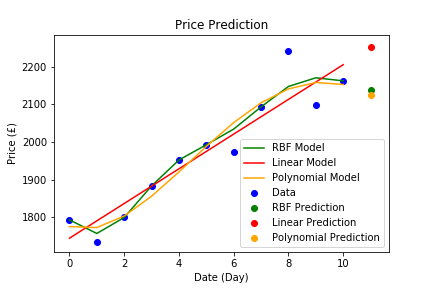 Price Prediction
Price (£)
2200
2100
2000
1900
1800
0
2
4
6
8
10
Date (Day)
RBF Model
Linear Model
Polynomial Model
Data
RBF Prediction
Linear Prediction
Polynomial Prediction